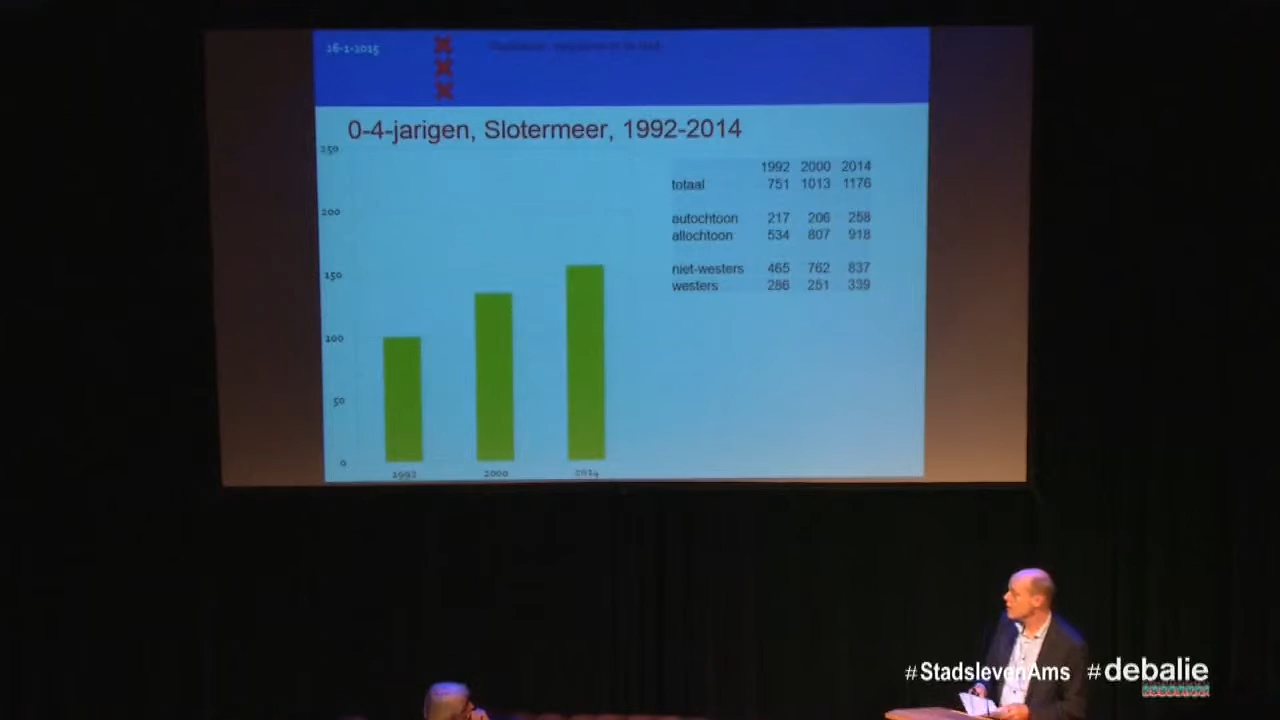 26-1-2015
0-4-jarigen, Slotermeer, 1992-2014
250
200
150
100
50
0
1992
2000
2014
1992 2000 2014
totaal 751 1013 1176
autochtoon 217 206 258
allochtoon 534 807 918
niet-westers 465 762 837
westers 286 251 339
#StadslevenAms #debalie